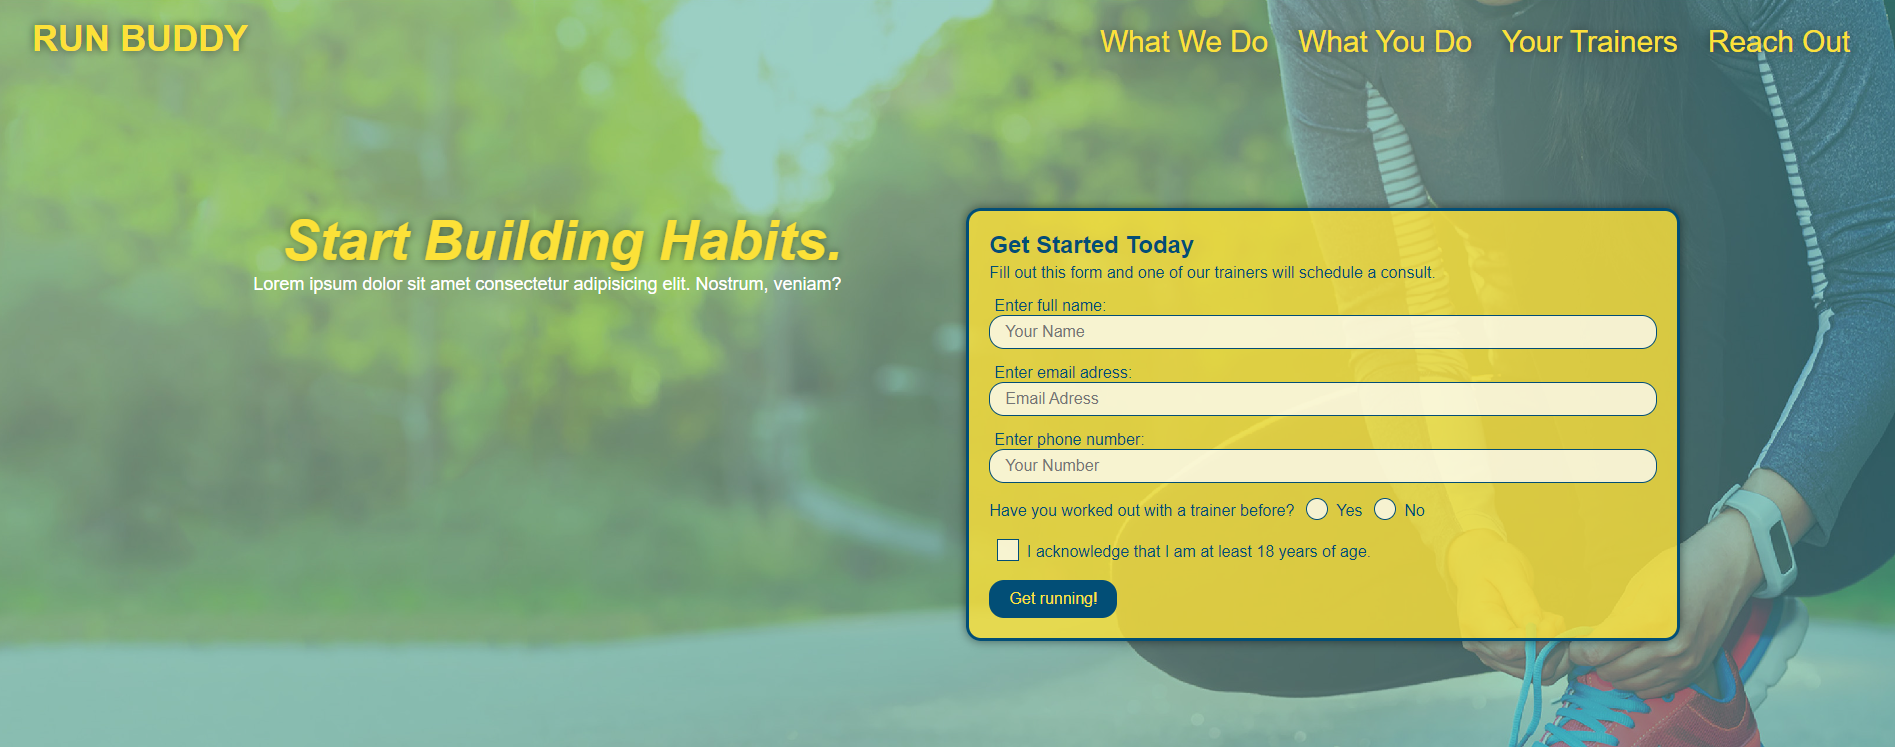 RUN BUDDY
What We Do What You Do Your Trainers Reach Out
Start Building Habits.
Lorem ipsum dolor sit amet consectetur adipisicing elit. Nostrum, veniam?
Get Started Today
Fill out this form and one of our trainers will schedule a consult.
Enter full name:
Your Name
Enter email adress:
Email Adress
Enter phone number:
Your Number
Have you worked out with a trainer before? Yes No
I acknowledge that I am at least 18 years of age.
Get running!